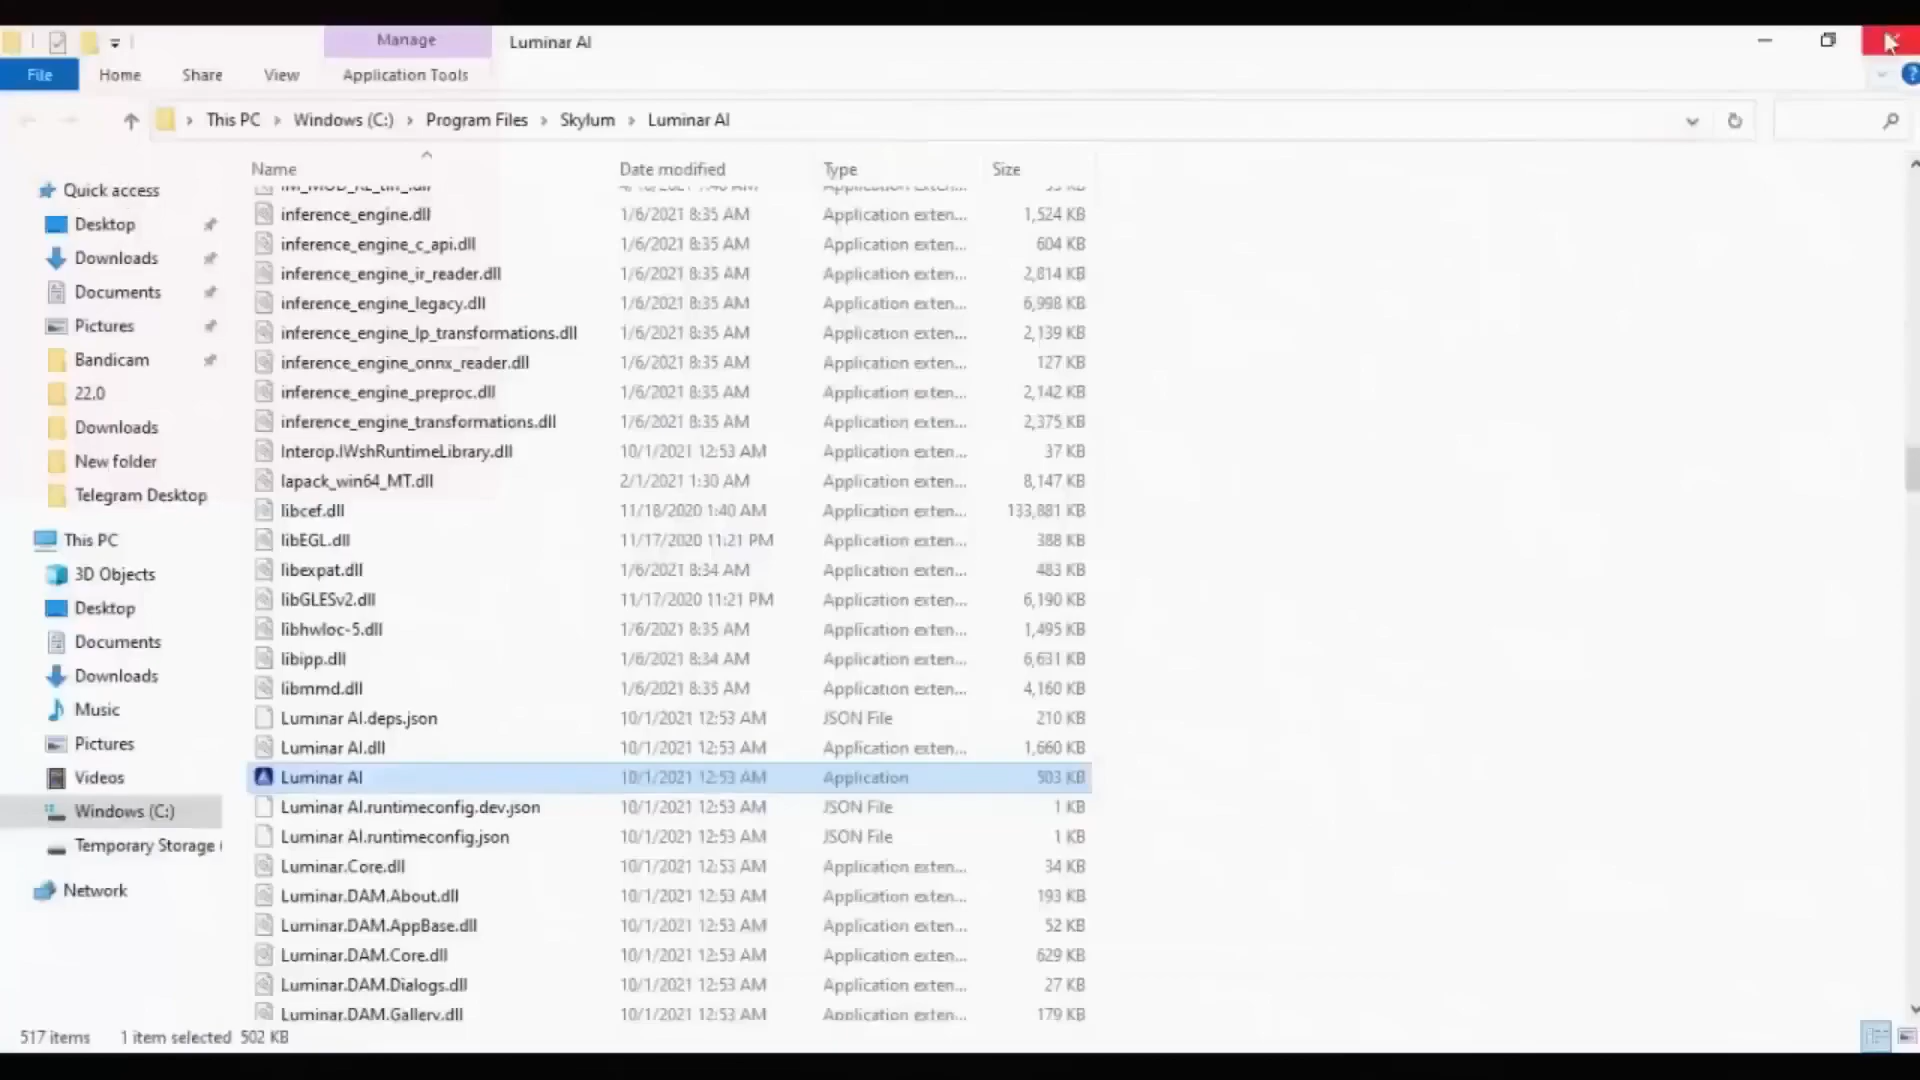 Manage
Luminar AI
File
Home
Share
View
Application Tools
This PC
Windows (C:)
Program Files
Skylum
Luminar AI
Name
Date modified
Type
Size
Quick access
Desktop
Downloads
Documents
Pictures
Bandicam
22.0
Downloads
New folder
Telegram Desktop
This PC
3D Objects
Desktop
Documents
Downloads
Music
Pictures
Videos
Windows (C:)
Temporary Storage
Network
inference_engine.dll 1/6/2021 8:35 AM Application exten... 1,524 KB
inference_engine_c_api.dll 1/6/2021 8:35 AM Application exten... 604 KB
inference_engine_ir_reader.dll 1/6/2021 8:35 AM Application exten... 2,814 KB
inference_engine_legacy.dll 1/6/2021 8:35 AM Application exten... 6,998 KB
inference_engine_lp_transformations.dll 1/6/2021 8:35 AM Application exten... 2,139 KB
inference_engine_onnx_reader.dll 1/6/2021 8:35 AM Application exten... 127 KB
inference_engine_preproc.dll 1/6/2021 8:35 AM Application exten... 2,142 KB
inference_engine_transformations.dll 1/6/2021 8:35 AM Application exten... 2,375 KB
Interop.IWshRuntimeLibrary.dll 10/1/2021 12:53 AM Application exten... 37 KB
lapack_win64_MT.dll 2/1/2021 1:30 AM Application exten... 8,147 KB
libcef.dll 11/18/2020 1:40 AM Application exten... 133,881 KB
libEGL.dll 11/17/2020 11:21 PM Application exten... 388 KB
libexpat.dll 1/6/2021 8:34 AM Application exten... 483 KB
libGLESv2.dll 11/17/2020 11:21 PM Application exten... 6,190 KB
libhwloc-5.dll 1/6/2021 8:35 AM Application exten... 1,495 KB
libipp.dll 1/6/2021 8:34 AM Application exten... 6,631 KB
libmmd.dll 1/6/2021 8:35 AM Application exten... 4,160 KB
Luminar AI.deps.json 10/1/2021 12:53 AM JSON File 210 KB
Luminar AI.dll 10/1/2021 12:53 AM Application exten... 1,660 KB
Luminar AI 10/1/2021 12:53 AM Application 503 KB
Luminar AI.runtimeconfig.dev.json 10/1/2021 12:53 AM JSON File 1 KB
Luminar AI.runtimeconfig.json 10/1/2021 12:53 AM JSON File 1 KB
Luminar.Core.dll 10/1/2021 12:53 AM Application exten... 34 KB
Luminar.DAM.About.dll 10/1/2021 12:53 AM Application exten... 193 KB
Luminar.DAM.AppBase.dll 10/1/2021 12:53 AM Application exten... 52 KB
Luminar.DAM.Core.dll 10/1/2021 12:53 AM Application exten... 629 KB
Luminar.DAM.Dialogs.dll 10/1/2021 12:53 AM Application exten... 27 KB
Luminar.DAM.Gallery.dll 10/1/2021 12:53 AM Application exten... 179 KB
517 items 1 item selected 502 KB